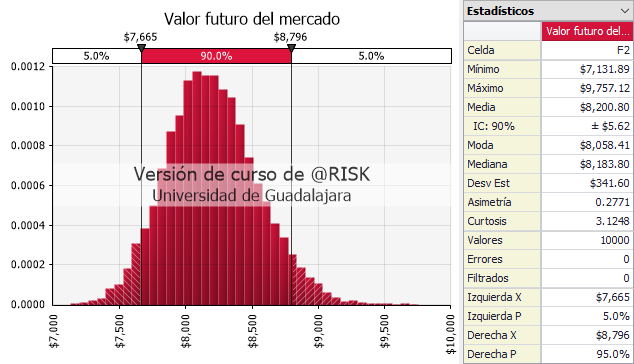 Valor futuro del mercado
$7,665 $8,796
5.0% 90.0% 5.0%
0.0012
0.0010
0.0008
0.0006
0.0004
0.0002
0.0000
Versión de curso de @RISK
Universidad de Guadalajara
$7,000 $7,500 $8,000 $8,500 $9,000 $9,500 $10,000
Estadísticos
Valor futuro del...
Celda F2
Mínimo $7,131.89
Máximo $9,757.12
Media $8,200.80
IC: 90% ± $5.62
Moda $8,058.41
Mediana $8,183.80
Desv Est $341.60
Asimetría 0.2771
Curtosis 3.1248
Valores 10000
Errores 0
Filtrados 0
Izquierda X $7,665
Izquierda P 5.0%
Derecha X $8,796
Derecha P 95.0%